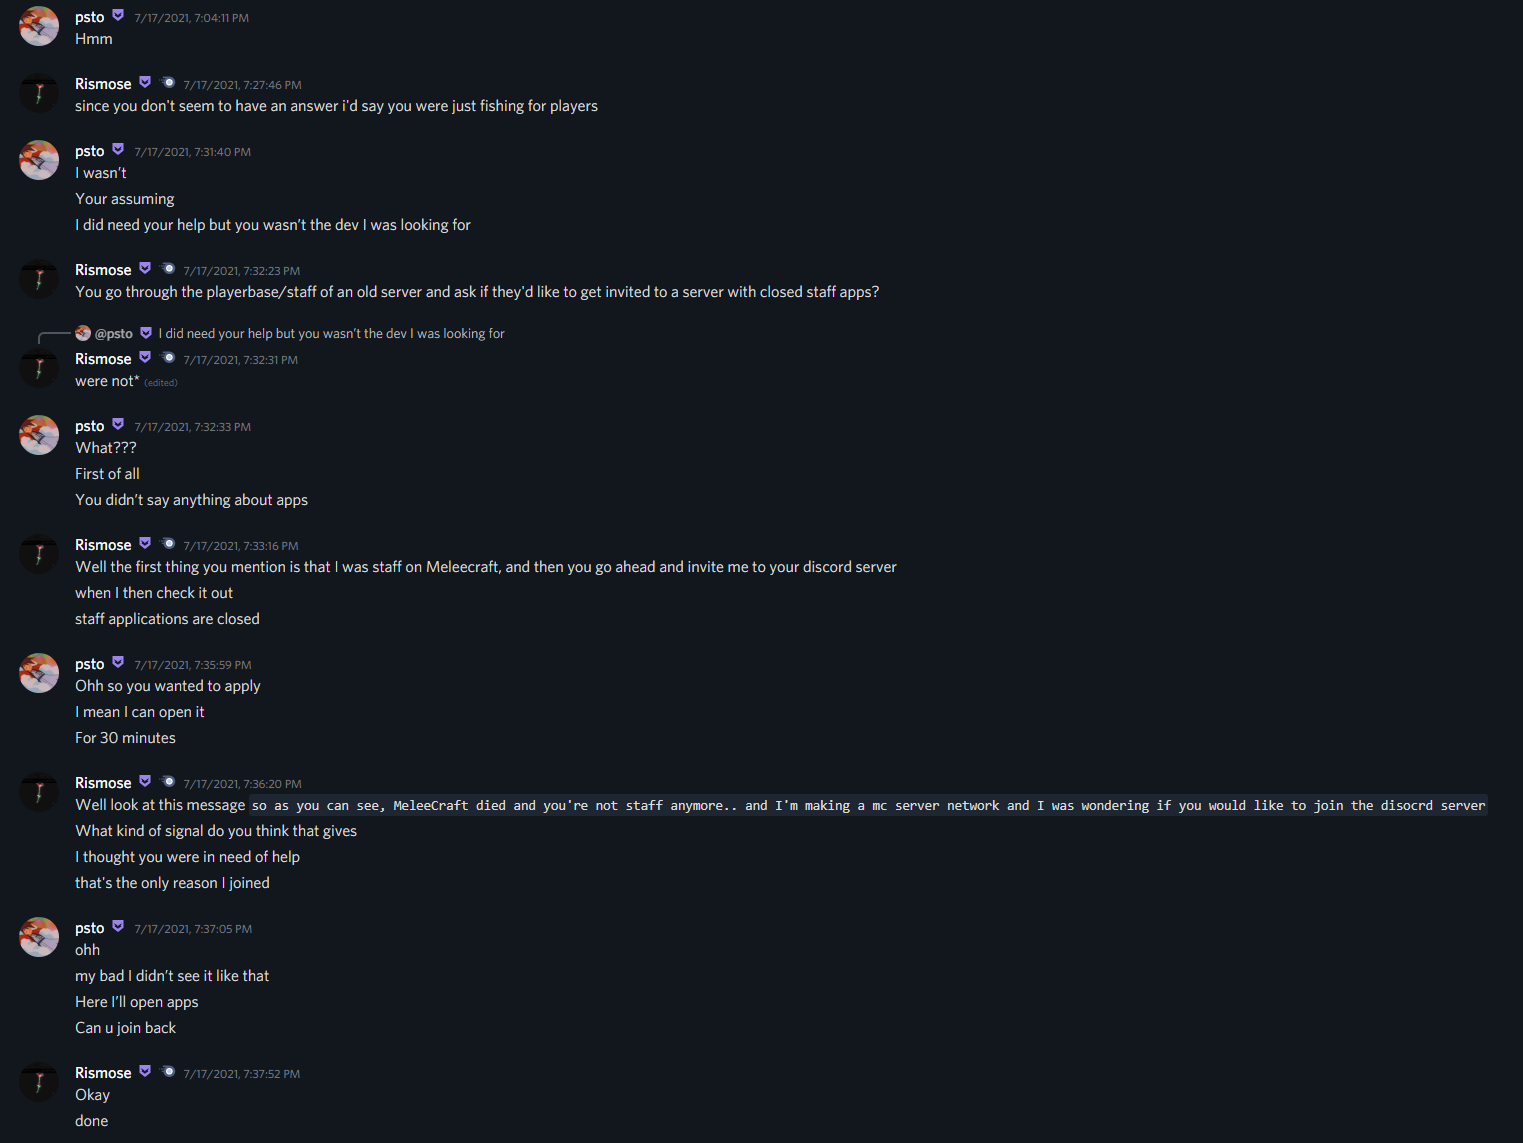 psto 7/17/2021, 7:04:11 PM
Hmm
Rismose 7/17/2021, 7:27:46 PM
since you don't seem to have an answer i'd say you were just fishing for players
psto 7/17/2021, 7:31:40 PM
I wasn't
Your assuming
I did need your help but you wasn't the dev I was looking for
Rismose 7/17/2021, 7:32:23 PM
You go through the playerbase/staff of an old server and ask if they'd like to get invited to a server with closed staff apps?
@psto I did need your help but you wasn't the dev I was looking for
Rismose 7/17/2021, 7:32:31 PM
were not* (edited)
psto 7/17/2021, 7:32:33 PM
What???
First of all
You didn't say anything about apps
Rismose 7/17/2021, 7:33:16 PM
Well the first thing you mention is that I was staff on Meleecraft, and then you go ahead and invite me to your discord server
when I then check it out
staff applications are closed
psto 7/17/2021, 7:35:59 PM
Ohh so you wanted to apply
I mean I can open it
For 30 minutes
Rismose 7/17/2021, 7:36:20 PM
Well look at this message so as you can see, MeleeCraft died and you're not staff anymore.. and I'm making a mc server network and I was wondering if you would like to join the disocrd server
What kind of signal do you think that gives
I thought you were in need of help
that's the only reason I joined
psto 7/17/2021, 7:37:05 PM
ohh
my bad I didn't see it like that
Here I'll open apps
Can u join back
Rismose 7/17/2021, 7:37:52 PM
Okay
done